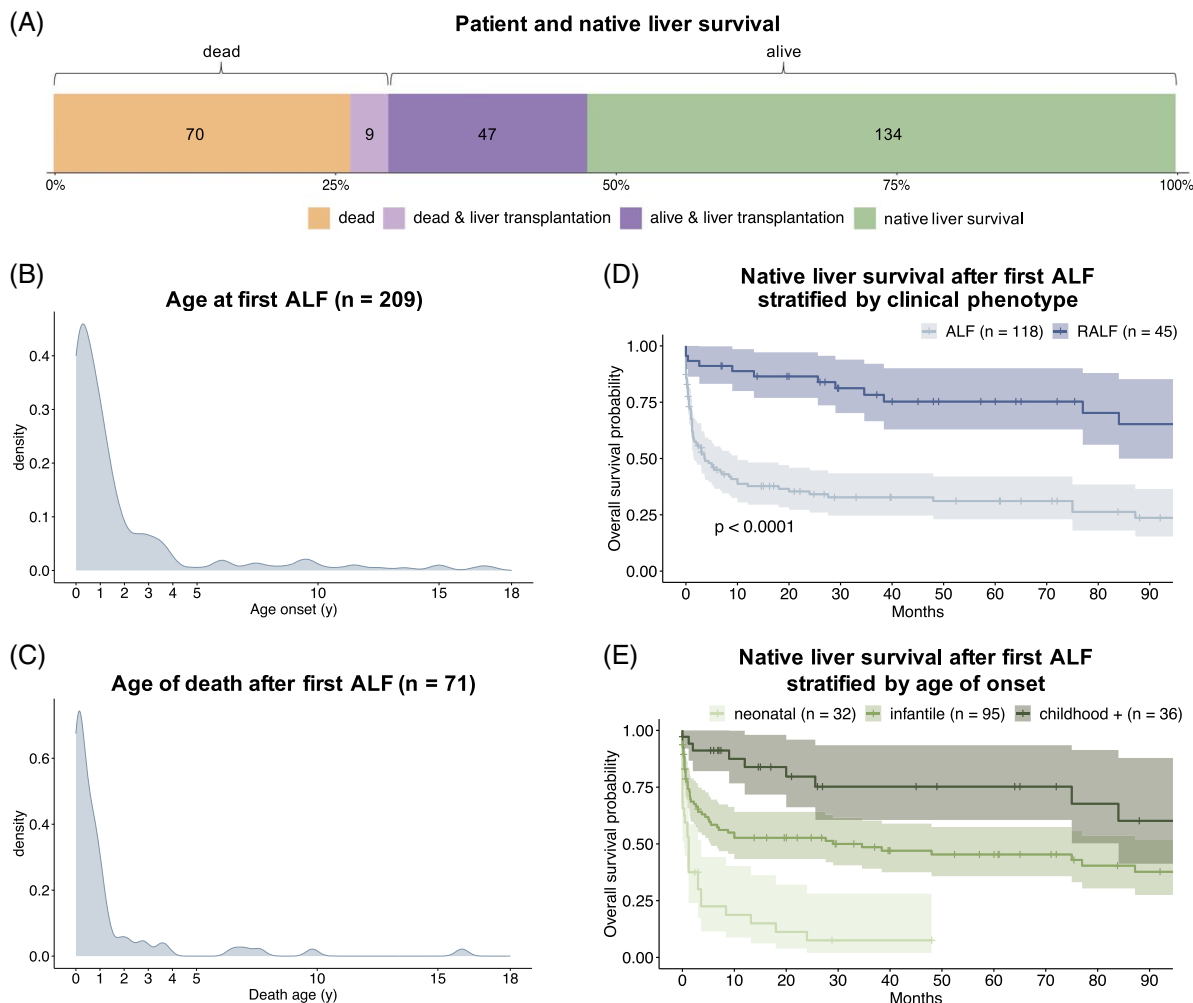 (A)
Patient and native liver survival
dead alive
70 9 47 134
0% 25% 50% 75% 100%
dead dead & liver transplantation alive & liver transplantation native liver survival
(B)
Age at first ALF (n = 209)
density
0.4
0.3
0.2
0.1
0.0
0 1 2 3 4 5 10 15 18
Age onset (y)
(C)
Age of death after first ALF (n = 71)
density
0.6
0.4
0.2
0.0
0 1 2 3 4 5 10 15 18
Death age (y)
(D)
Native liver survival after first ALF
stratified by clinical phenotype
ALF (n = 118) RALF (n = 45)
Overall survival probability
1.00
0.75
0.50
0.25
0.00
p < 0.0001
0 10 20 30 40 50 60 70 80 90
Months
(E)
Native liver survival after first ALF
stratified by age of onset
neonatal (n = 32) infantile (n = 95) childhood + (n = 36)
Overall survival probability
1.00
0.75
0.50
0.25
0.00
0 10 20 30 40 50 60 70 80 90
Months